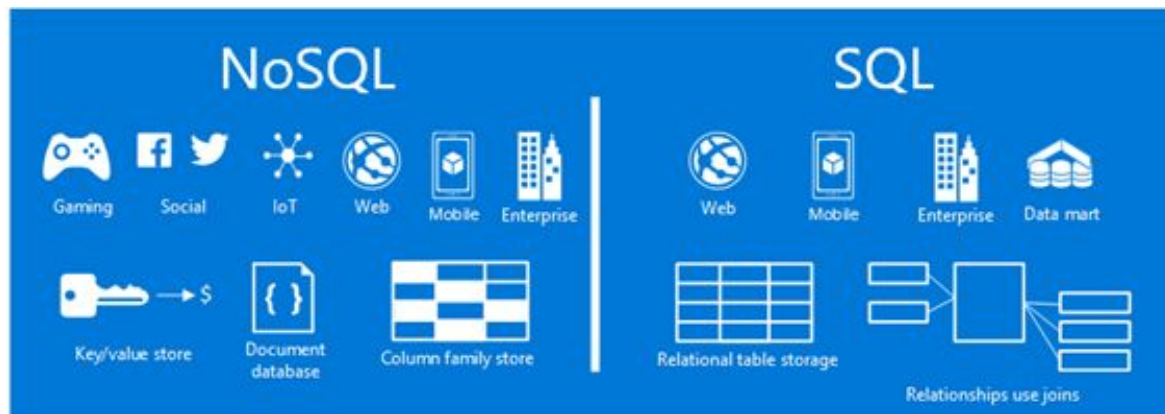 NoSQL
SQL
Gaming
Social
IoT
Web
Mobile
Enterprise
Web
Mobile
Enterprise
Data mart
$
{ }
Key/value store
Document
database
Column family store
Relational table storage
Relationships use joins